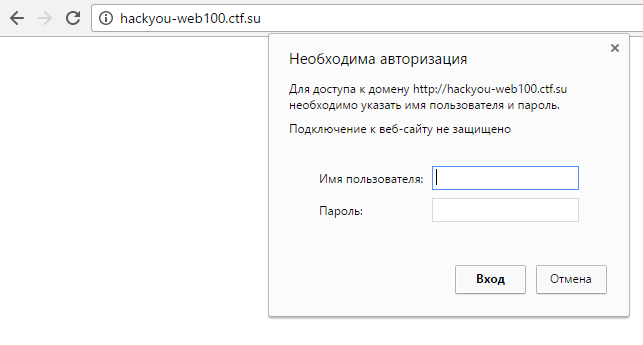 hackyou-web100.ctf.su
Необходима авторизация
Для доступа к домену http://hackyou-web100.ctf.su
необходимо указать имя пользователя и пароль.
Подключение к веб-сайту не защищено
Имя пользователя:
Пароль:
Вход Отмена